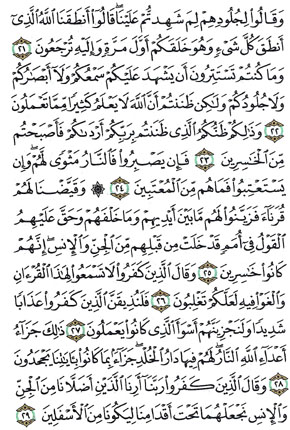 وَقَالُوا۟ لِجُلُودِهِمْ لِمَ شَهِدتُّمْ عَلَيْنَا ۖ قَالُوٓا۟ أَنطَقَنَا ٱللَّهُ ٱلَّذِىٓ
أَنطَقَ كُلَّ شَىْءٍ وَهُوَ خَلَقَكُمْ أَوَّلَ مَرَّةٍ وَإِلَيْهِ تُرْجَعُونَ ٢١
وَمَا كُنتُمْ تَسْتَتِرُونَ أَن يَشْهَدَ عَلَيْكُمْ سَمْعُكُمْ وَلَآ أَبْصَٰرُكُمْ
وَلَا جُلُودُكُمْ وَلَٰكِن ظَنَنتُمْ أَنَّ ٱللَّهَ لَا يَعْلَمُ كَثِيرًا مِّمَّا تَعْمَلُونَ
٢٢ وَذَٰلِكُمْ ظَنُّكُمُ ٱلَّذِى ظَنَنتُم بِرَبِّكُمْ أَرْدَىٰكُمْ فَأَصْبَحْتُم
مِّنَ ٱلْخَٰسِرِينَ ٢٣ فَإِن يَصْبِرُوا۟ فَٱلنَّارُ مَثْوًى لَّهُمْ ۖ وَإِن
يَسْتَعْتِبُوا۟ فَمَا هُم مِّنَ ٱلْمُعْتَبِينَ ٢٤ ۞ وَقَيَّضْنَا لَهُمْ
قُرَنَآءَ فَزَيَّنُوا۟ لَهُم مَّا بَيْنَ أَيْدِيهِمْ وَمَا خَلْفَهُمْ وَحَقَّ عَلَيْهِمُ
ٱلْقَوْلُ فِىٓ أُمَمٍ قَدْ خَلَتْ مِن قَبْلِهِم مِّنَ ٱلْجِنِّ وَٱلْإِنسِ ۖ إِنَّهُمْ
كَانُوا۟ خَٰسِرِينَ ٢٥ وَقَالَ ٱلَّذِينَ كَفَرُوا۟ لَا تَسْمَعُوا۟ لِهَٰذَا ٱلْقُرْءَانِ
وَٱلْغَوْا۟ فِيهِ لَعَلَّكُمْ تَغْلِبُونَ ٢٦ فَلَنُذِيقَنَّ ٱلَّذِينَ كَفَرُوا۟ عَذَابًا
شَدِيدًا وَلَنَجْزِيَنَّهُمْ أَسْوَأَ ٱلَّذِى كَانُوا۟ يَعْمَلُونَ ٢٧ ذَٰلِكَ جَزَآءُ
أَعْدَآءِ ٱللَّهِ ٱلنَّارُ ۖ لَهُمْ فِيهَا دَارُ ٱلْخُلْدِ ۖ جَزَآءًۢ بِمَا كَانُوا۟ بِـَٔايَٰتِنَا يَجْحَدُونَ
٢٨ وَقَالَ ٱلَّذِينَ كَفَرُوا۟ رَبَّنَآ أَرِنَا ٱلَّذَيْنِ أَضَلَّانَا مِنَ ٱلْجِنِّ
وَٱلْإِنسِ نَجْعَلْهُمَا تَحْتَ أَقْدَامِنَا لِيَكُونَا مِنَ ٱلْأَسْفَلِينَ ٢٩